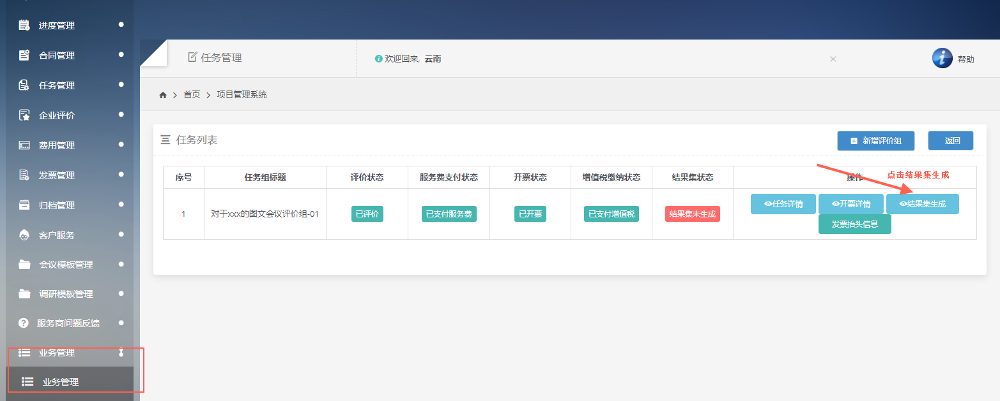 进度管理
合同管理
任务管理
企业评价
费用管理
发票管理
归档管理
客户服务
会议模板管理
调研模板管理
服务商问题反馈
业务管理
业务管理
任务管理
欢迎回来, 云南
×
帮助
首页 > 项目管理系统
任务列表
新增评价组
返回
序号 任务组标题 评价状态 服务费支付状态 开票状态 增值税缴纳状态 结果集状态 操作
点击结果集生成
1 对于xxx的图文会议评价组-01 已评价 已支付服务费 已开票 已支付增值税 结果集未生成 任务详情 开票详情 结果集生成
发票抬头信息